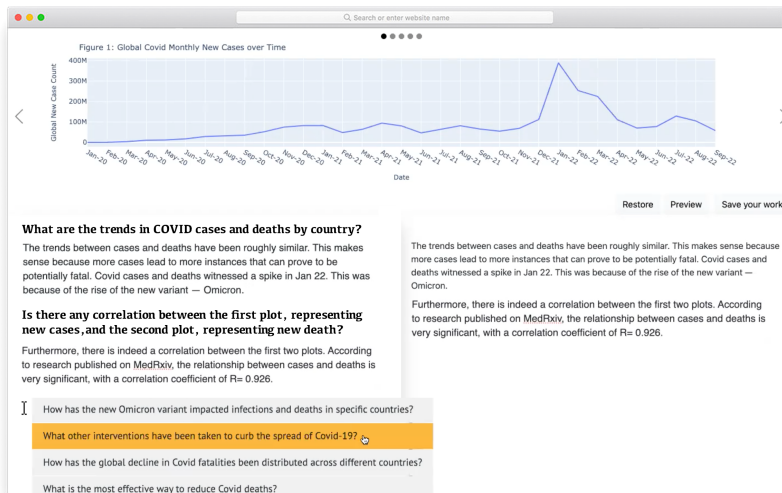 Search or enter website name
Figure 1: Global Covid Monthly New Cases over Time
Global New Case Count
400M
300M
200M
100M
0
Jan-20 Feb-20 Mar-20 Apr-20 May-20 Jun-20 Jul-20 Aug-20 Sep-20 Oct-20 Nov-20 Dec-20 Jan-21 Feb-21 Mar-21 Apr-21 May-21 Jun-21 Jul-21 Aug-21 Sep-21 Oct-21 Nov-21 Dec-21 Jan-22 Feb-22 Mar-22 Apr-22 May-22 Jun-22 Jul-22 Aug-22 Sep-22
Date
Restore Preview Save your work
What are the trends in COVID cases and deaths by country?
The trends between cases and deaths have been roughly similar. This makes
sense because more cases lead to more instances that can prove to be
potentially fatal. Covid cases and deaths witnessed a spike in Jan 22. This was
because of the rise of the new variant — Omicron.
Is there any correlation between the first plot, representing
new cases,and the second plot, representing new death?
Furthermore, there is indeed a correlation between the first two plots. According
to research published on MedRxiv, the relationship between cases and deaths is
very significant, with a correlation coefficient of R= 0.926.
How has the new Omicron variant impacted infections and deaths in specific countries?
What other interventions have been taken to curb the spread of Covid-19?
How has the global decline in Covid fatalities been distributed across different countries?
What is the most effective way to reduce Covid deaths?
The trends between cases and deaths have been roughly similar. This makes sense because
more cases lead to more instances that can prove to be potentially fatal. Covid cases and
deaths witnessed a spike in Jan 22. This was because of the rise of the new variant —
Omicron.
Furthermore, there is indeed a correlation between the first two plots. According
to research published on MedRxiv, the relationship between cases and deaths is
very significant, with a correlation coefficient of R= 0.926.